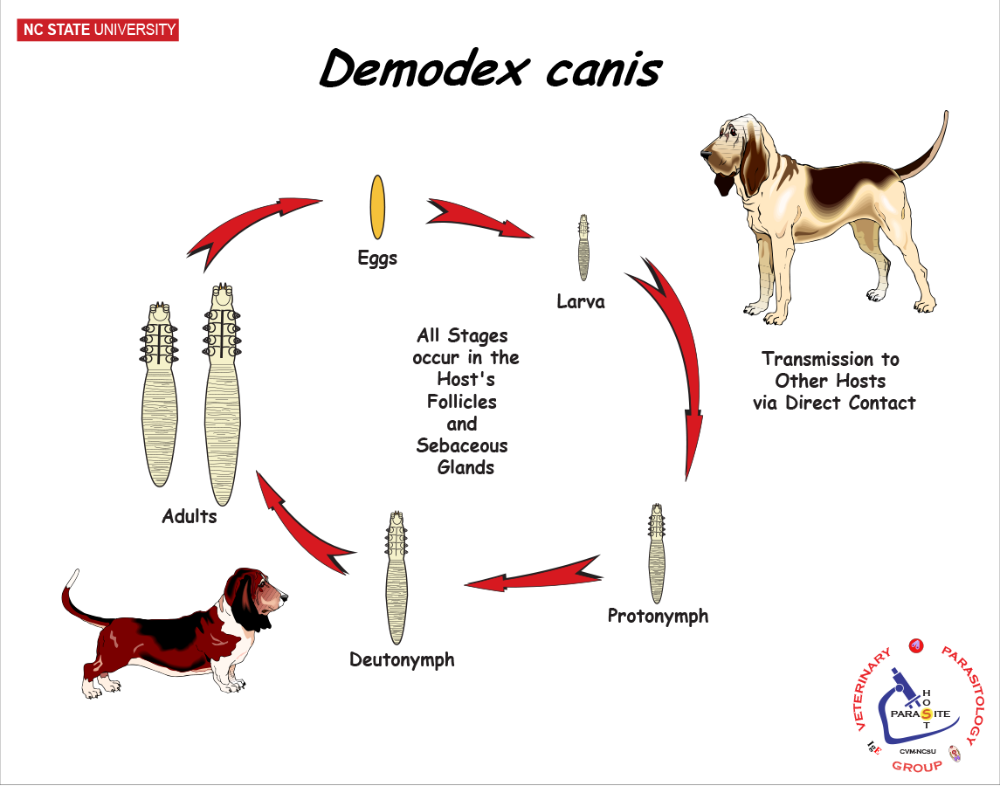 NC STATE UNIVERSITY
Demodex canis
Eggs
Larva
All Stages
occur in the
Host's
Follicles
and
Sebaceous
Glands
Transmission to
Other Hosts
via Direct Contact
Adults
Protonymph
Deutonymph
VETERINARY PARASITOLOGY GROUP
HOST
PARASITE
IgE
CVM-NCSU